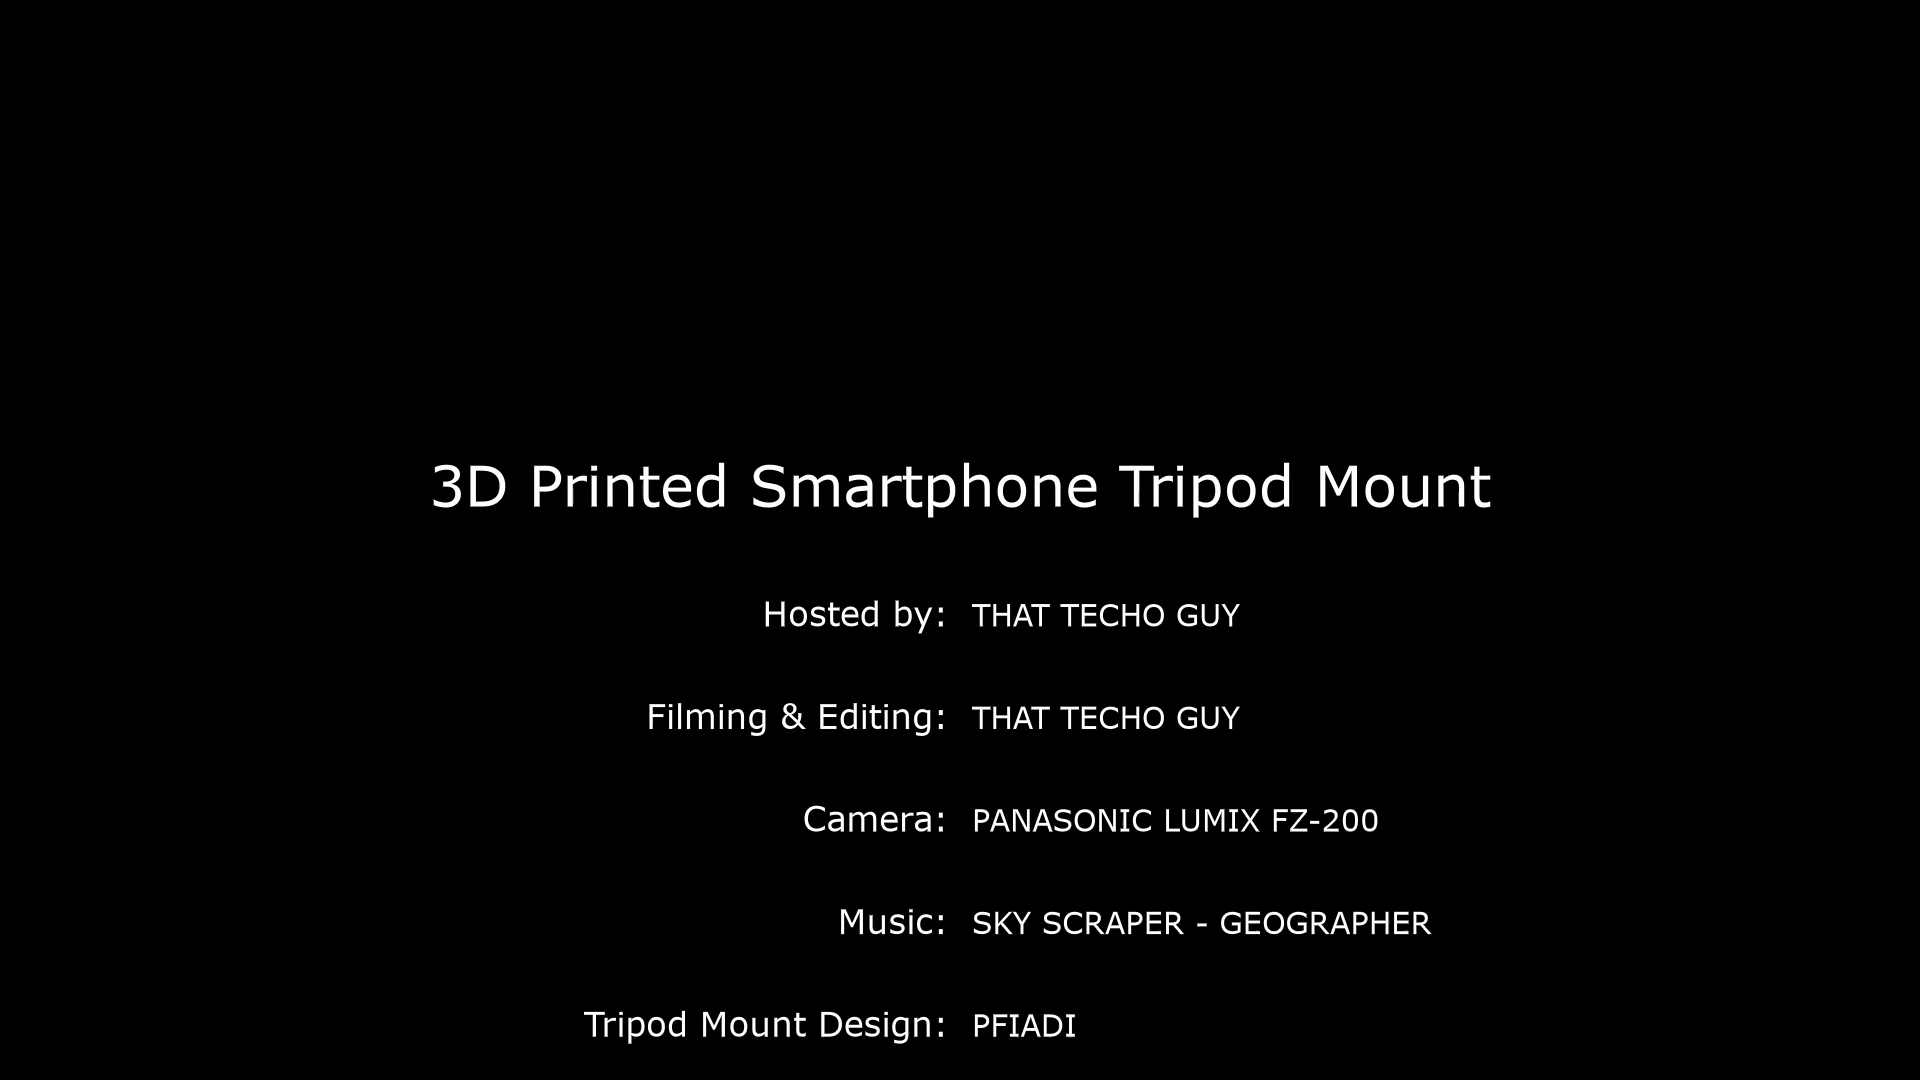 3D Printed Smartphone Tripod Mount
Hosted by: THAT TECHO GUY
Filming & Editing: THAT TECHO GUY
Camera: PANASONIC LUMIX FZ-200
Music: SKY SCRAPER - GEOGRAPHER
Tripod Mount Design: PFIADI